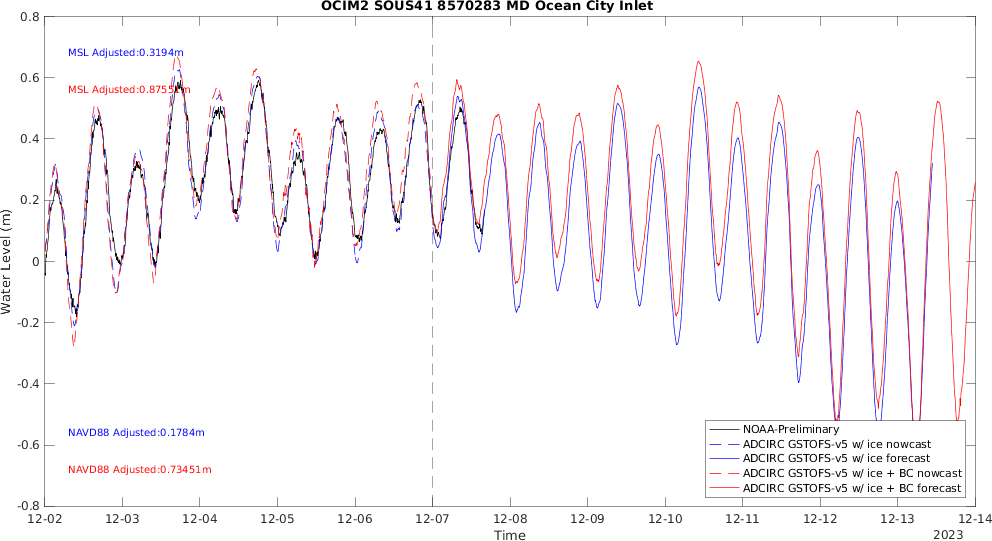 OCIM2 SOUS41 8570283 MD Ocean City Inlet
0.8
0.6
0.4
0.2
0
-0.2
-0.4
-0.6
-0.8
Water Level (m)
MSL Adjusted:0.3194m
NAVD88 Adjusted:0.1784m
NAVD88 Adjusted:0.73451m
NOAA-Preliminary
ADCIRC GSTOFS-v5 w/ ice nowcast
ADCIRC GSTOFS-v5 w/ ice forecast
ADCIRC GSTOFS-v5 w/ ice + BC nowcast
ADCIRC GSTOFS-v5 w/ ice + BC forecast
12-02 12-03 12-04 12-05 12-06 12-07 12-08 12-09 12-10 12-11 12-12 12-13 12-14
Time
2023